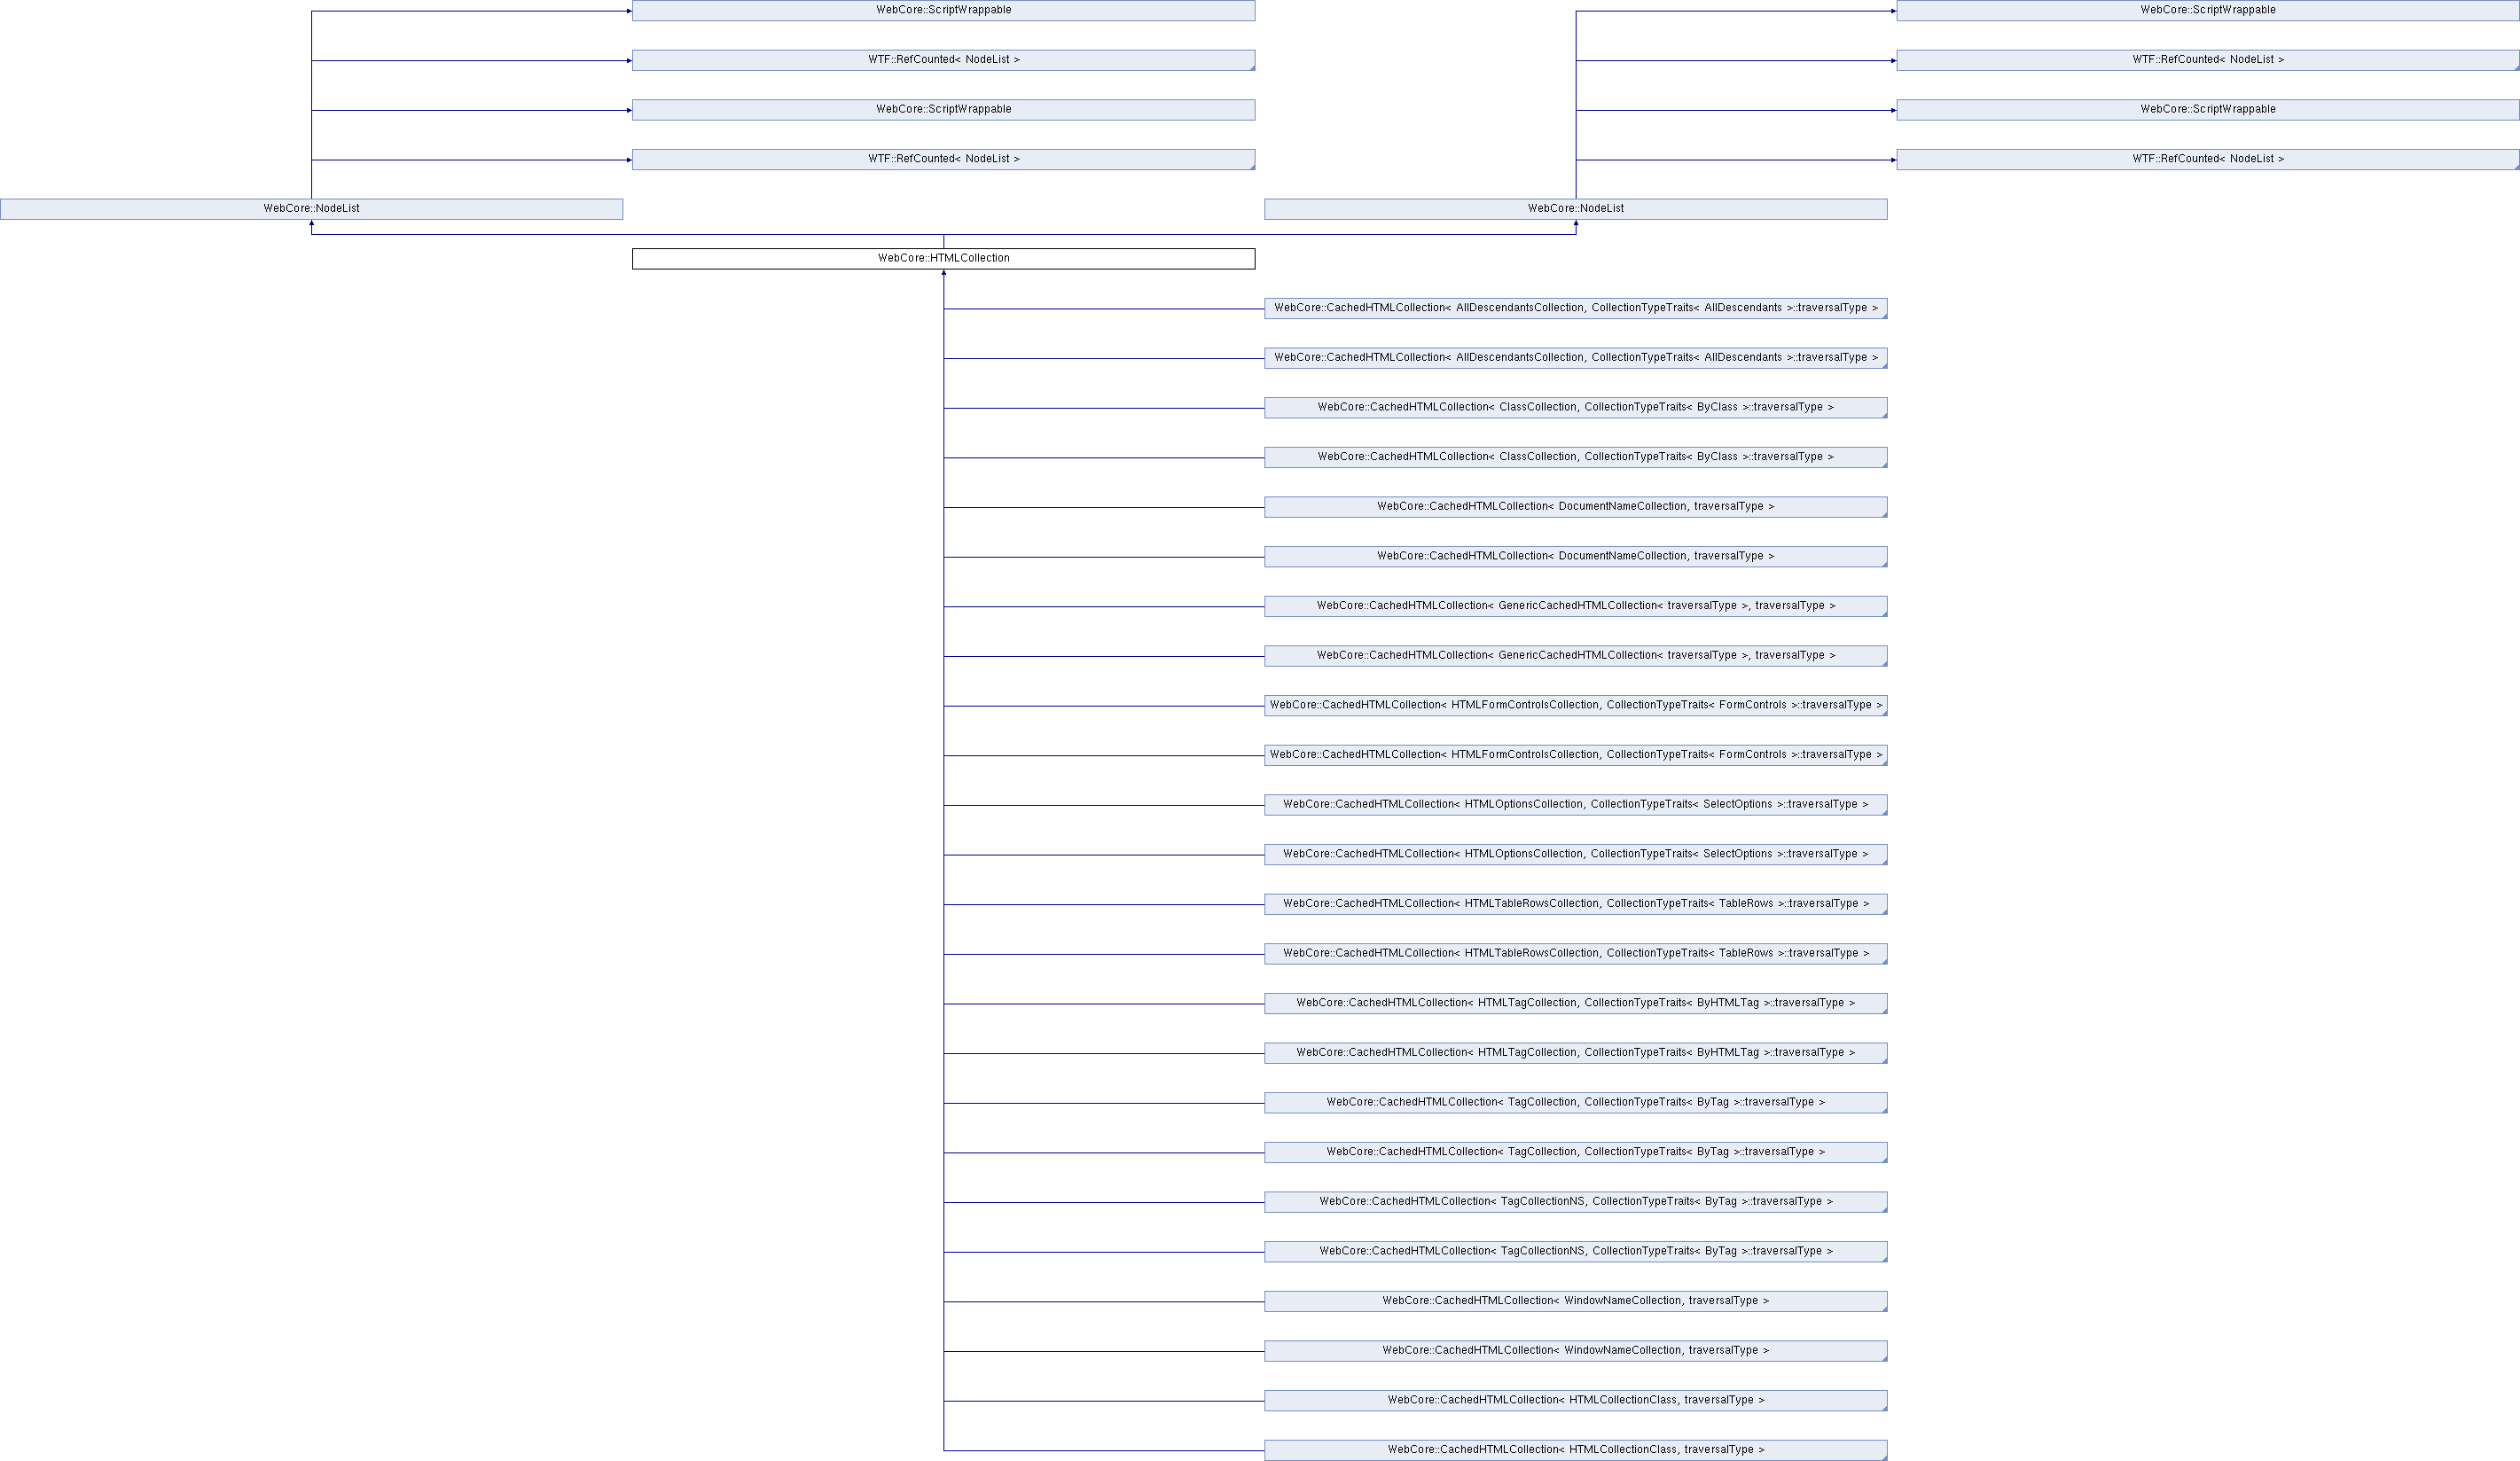 WebCore::ScriptWrappable
WebCore::ScriptWrappable
WTF::RefCounted< NodeList >
WTF::RefCounted< NodeList >
WebCore::ScriptWrappable
WebCore::ScriptWrappable
WTF::RefCounted< NodeList >
WTF::RefCounted< NodeList >
WebCore::NodeList
WebCore::NodeList
WebCore::HTMLCollection
WebCore::CachedHTMLCollection< AllDescendantsCollection, CollectionTypeTraits< AllDescendants >::traversalType >
WebCore::CachedHTMLCollection< AllDescendantsCollection, CollectionTypeTraits< AllDescendants >::traversalType >
WebCore::CachedHTMLCollection< ClassCollection, CollectionTypeTraits< ByClass >::traversalType >
WebCore::CachedHTMLCollection< ClassCollection, CollectionTypeTraits< ByClass >::traversalType >
WebCore::CachedHTMLCollection< DocumentNameCollection, traversalType >
WebCore::CachedHTMLCollection< DocumentNameCollection, traversalType >
WebCore::CachedHTMLCollection< GenericCachedHTMLCollection< traversalType >, traversalType >
WebCore::CachedHTMLCollection< GenericCachedHTMLCollection< traversalType >, traversalType >
WebCore::CachedHTMLCollection< HTMLFormControlsCollection, CollectionTypeTraits< FormControls >::traversalType >
WebCore::CachedHTMLCollection< HTMLFormControlsCollection, CollectionTypeTraits< FormControls >::traversalType >
WebCore::CachedHTMLCollection< HTMLOptionsCollection, CollectionTypeTraits< SelectOptions >::traversalType >
WebCore::CachedHTMLCollection< HTMLOptionsCollection, CollectionTypeTraits< SelectOptions >::traversalType >
WebCore::CachedHTMLCollection< HTMLTableRowsCollection, CollectionTypeTraits< TableRows >::traversalType >
WebCore::CachedHTMLCollection< HTMLTableRowsCollection, CollectionTypeTraits< TableRows >::traversalType >
WebCore::CachedHTMLCollection< HTMLTagCollection, CollectionTypeTraits< ByHTMLTag >::traversalType >
WebCore::CachedHTMLCollection< HTMLTagCollection, CollectionTypeTraits< ByHTMLTag >::traversalType >
WebCore::CachedHTMLCollection< TagCollection, CollectionTypeTraits< ByTag >::traversalType >
WebCore::CachedHTMLCollection< TagCollection, CollectionTypeTraits< ByTag >::traversalType >
WebCore::CachedHTMLCollection< TagCollectionNS, CollectionTypeTraits< ByTag >::traversalType >
WebCore::CachedHTMLCollection< TagCollectionNS, CollectionTypeTraits< ByTag >::traversalType >
WebCore::CachedHTMLCollection< WindowNameCollection, traversalType >
WebCore::CachedHTMLCollection< WindowNameCollection, traversalType >
WebCore::CachedHTMLCollection< HTMLCollectionClass, traversalType >
WebCore::CachedHTMLCollection< HTMLCollectionClass, traversalType >